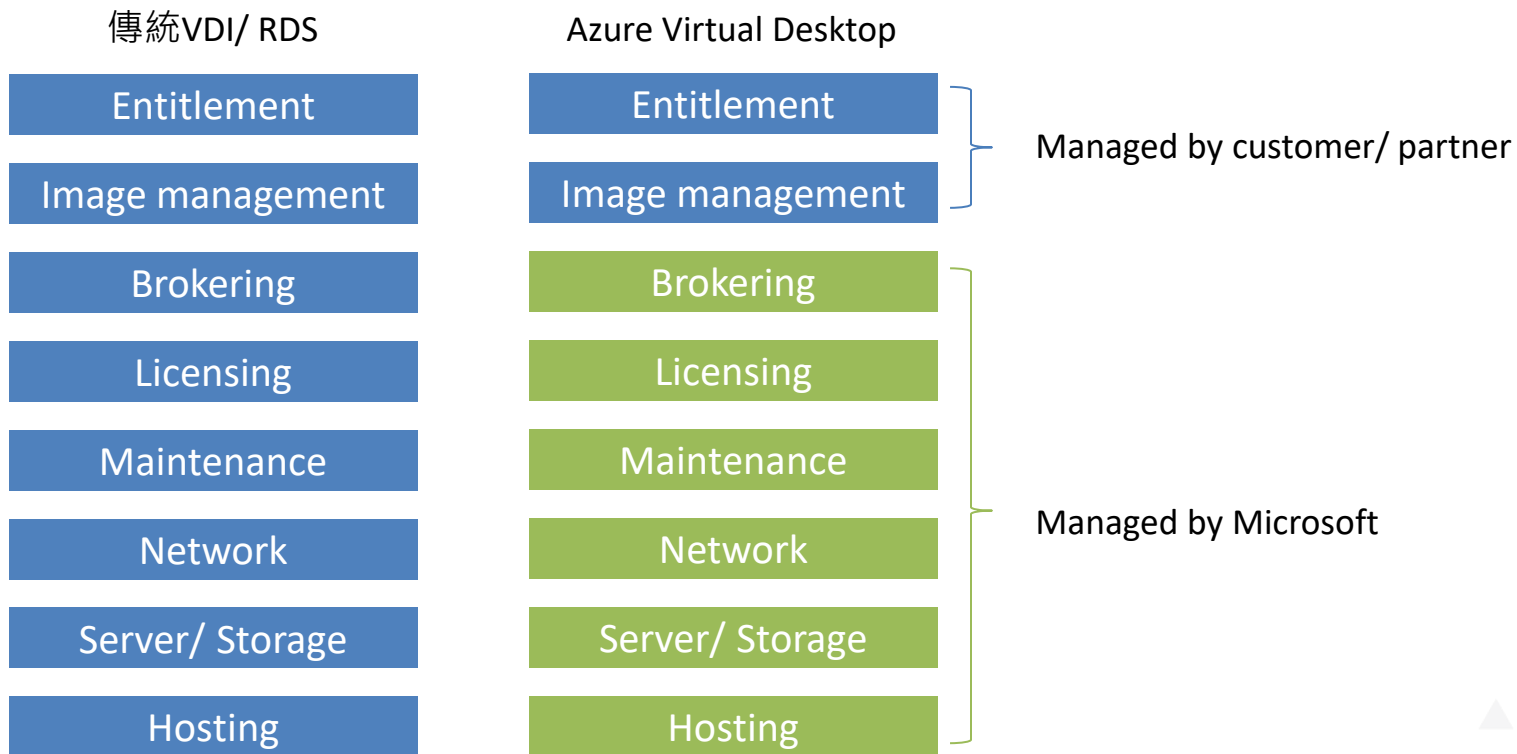 傳統VDI/ RDS
Entitlement
Image management
Brokering
Licensing
Maintenance
Network
Server/ Storage
Hosting
Azure Virtual Desktop
Entitlement
Image management
Brokering
Licensing
Maintenance
Network
Server/ Storage
Hosting
Managed by customer/ partner
Managed by Microsoft